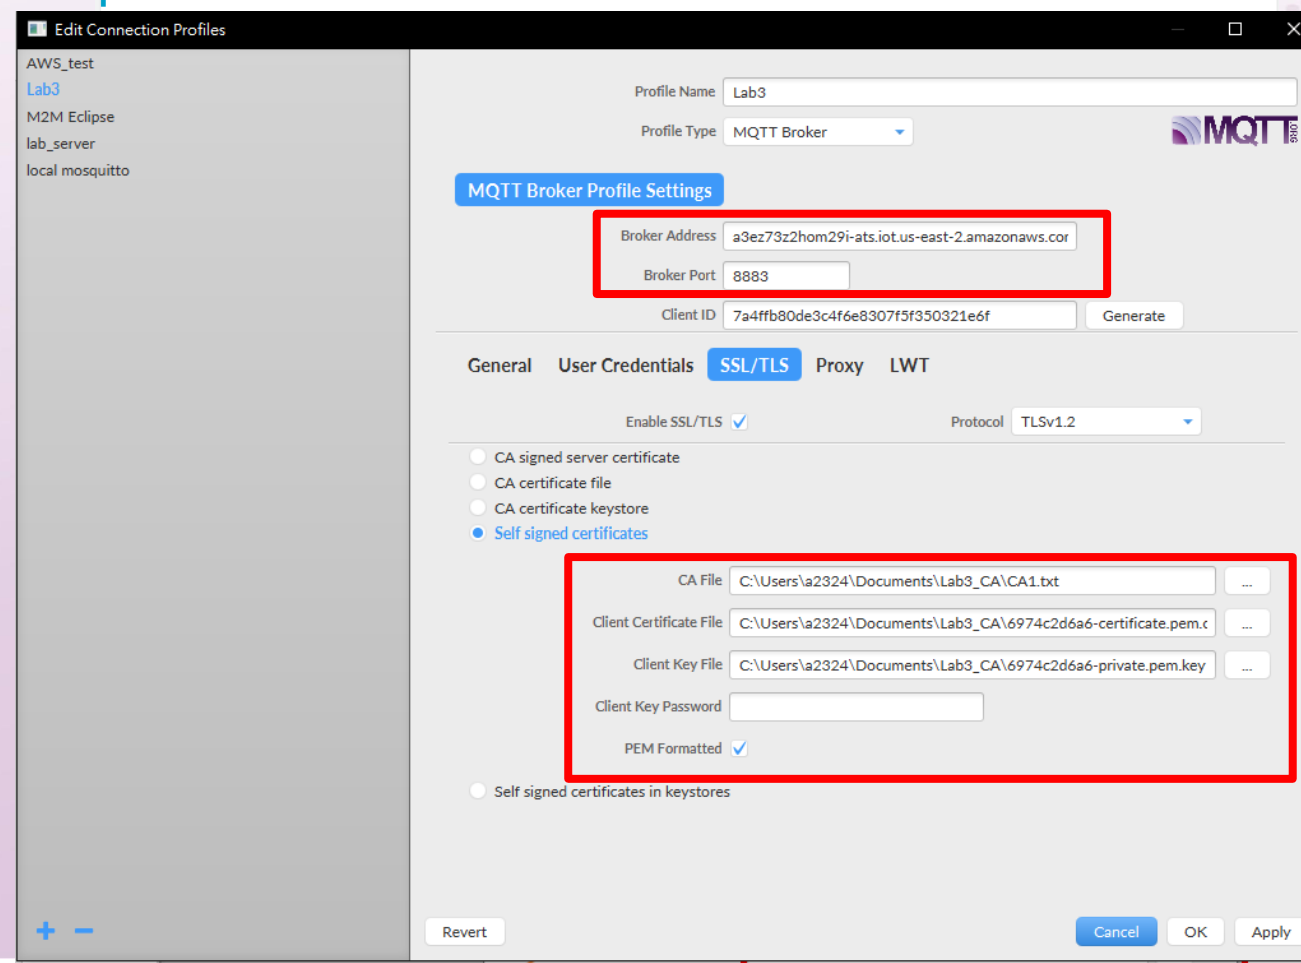 Edit Connection Profiles
AWS_test
Lab3
M2M Eclipse
lab_server
local mosquitto
Profile Name Lab3
Profile Type MQTT Broker
MQTT.ORG
MQTT Broker Profile Settings
Broker Address a3ez73z2hom29i-ats.iot.us-east-2.amazonaws.cor
Broker Port 8883
Client ID 7a4ffb80de3c4f6e8307f5f350321e6f Generate
General User Credentials SSL/TLS Proxy LWT
Enable SSL/TLS Protocol TLSv1.2
CA signed server certificate
CA certificate file
CA certificate keystore
Self signed certificates
CA File C:\Users\a2324\Documents\Lab3_CA\CA1.txt ...
Client Certificate File C:\Users\a2324\Documents\Lab3_CA\6974c2d6a6-certificate.pem.c ...
Client Key File C:\Users\a2324\Documents\Lab3_CA\6974c2d6a6-private.pem.key ...
Client Key Password
PEM Formatted
Self signed certificates in keystores
Revert Cancel OK Apply